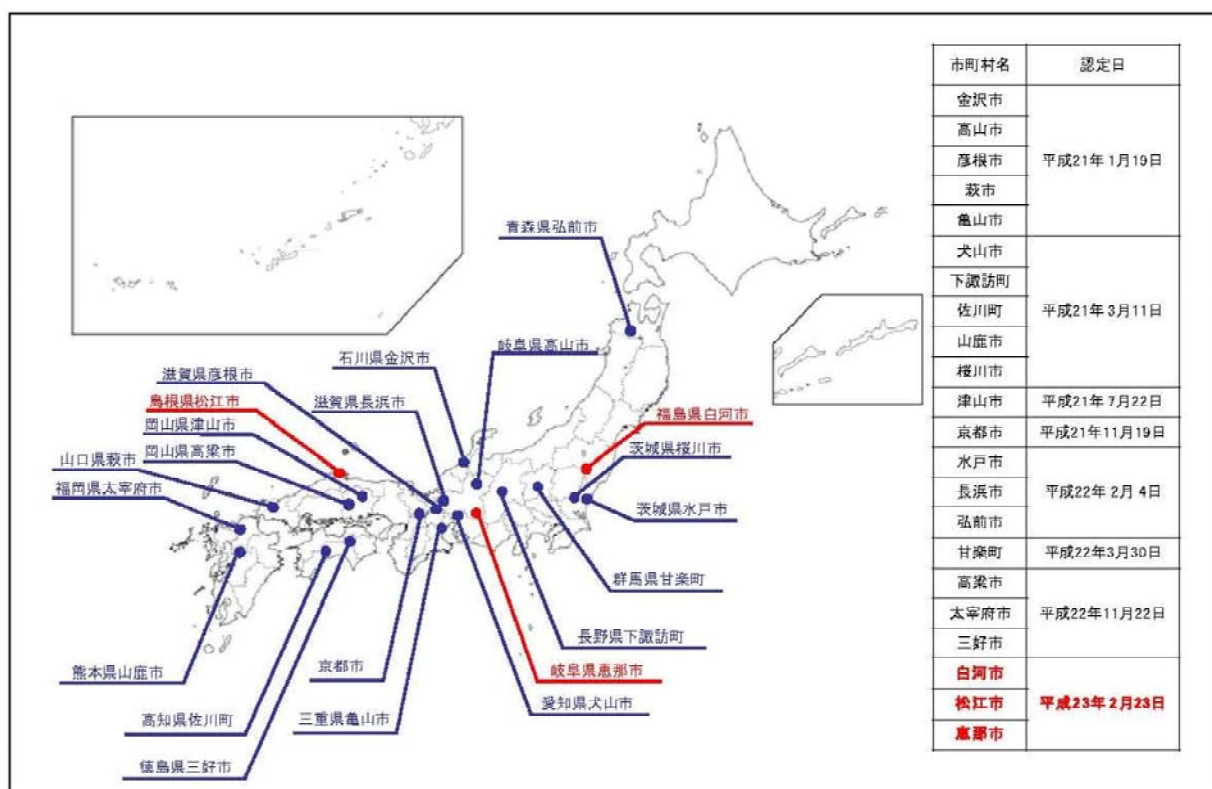 青森県弘前市
石川県金沢市
岐阜県高山市
滋賀県彦根市
島根県松江市
滋賀県長浜市
岡山県津山市
岡山県高梁市
山口県萩市
福岡県太宰府市
福島県白河市
茨城県桜川市
茨城県水戸市
群馬県甘楽町
長野県下諏訪町
岐阜県恵那市
愛知県犬山市
京都市
三重県亀山市
熊本県山鹿市
高知県佐川町
徳島県三好市
市町村名 認定日
金沢市
高山市
彦根市 平成21年1月19日
萩市
亀山市
犬山市
下諏訪町
佐川町 平成21年3月11日
山鹿市
桜川市
津山市 平成21年7月22日
京都市 平成21年11月19日
水戸市
長浜市 平成22年2月4日
弘前市
甘楽町 平成22年3月30日
高梁市
太宰府市 平成22年11月22日
三好市
白河市
松江市 平成23年2月23日
恵那市